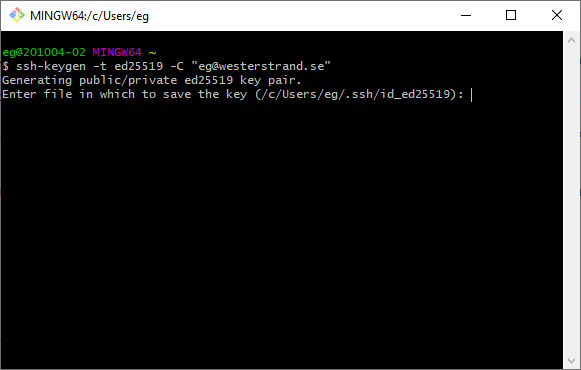 MINGW64:/c/Users/eg
eg@201004-02 MINGW64 ~
$ ssh-keygen -t ed25519 -C "eg@westerstrand.se"
Generating public/private ed25519 key pair.
Enter file in which to save the key (/c/Users/eg/.ssh/id_ed25519):